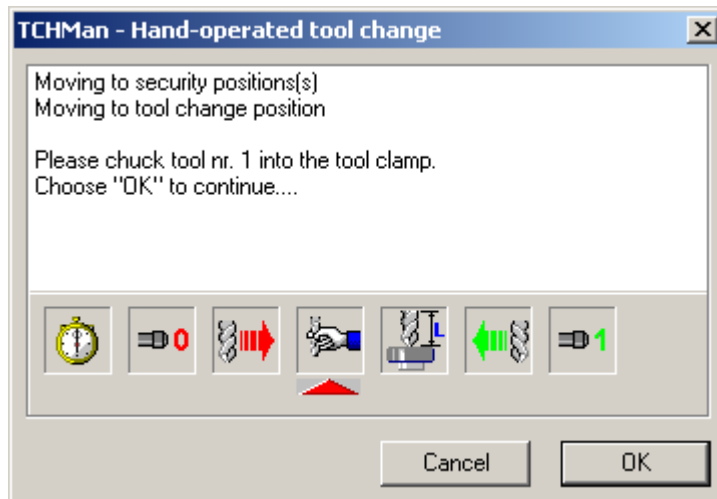 TCHMan - Hand-operated tool change
Moving to security positions(s)
Moving to tool change position
Please chuck tool nr. 1 into the tool clamp.
Choose "OK" to continue....
0
L
1
Cancel
OK